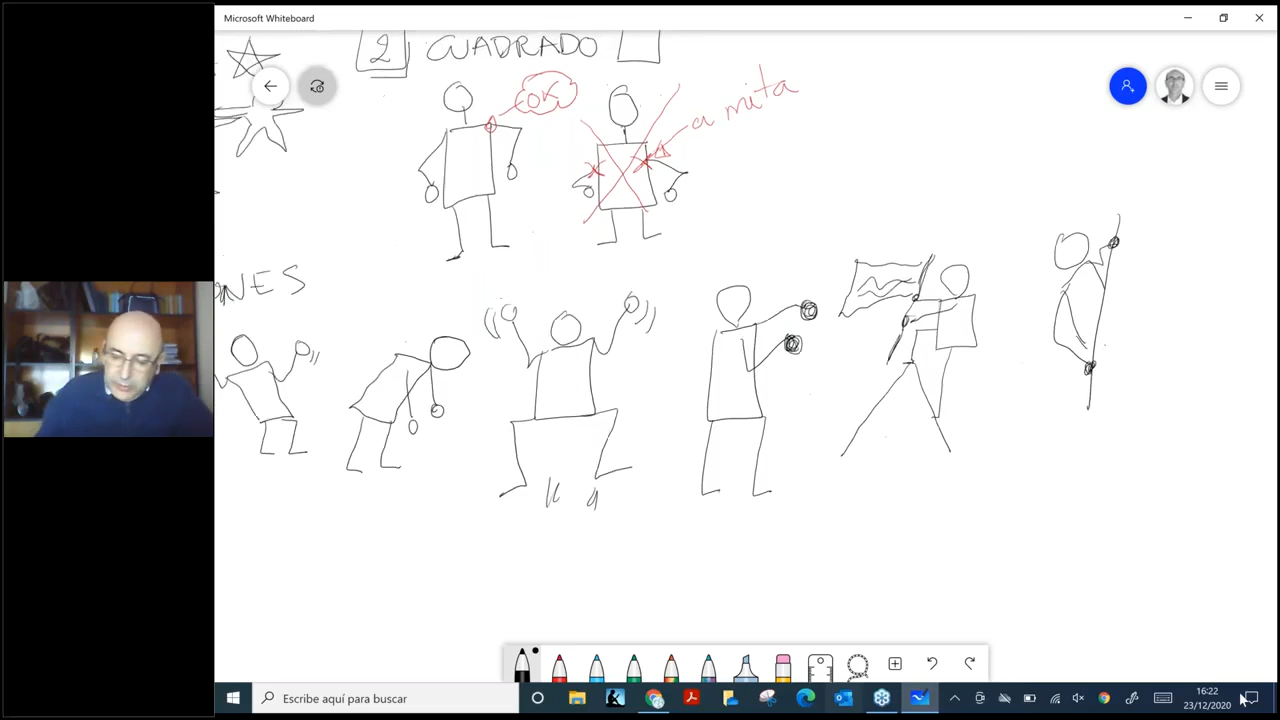 Microsoft Whiteboard
2 CUADRADO
OK
a mita
NES
Escribe aquí para buscar
16:22
23/12/2020